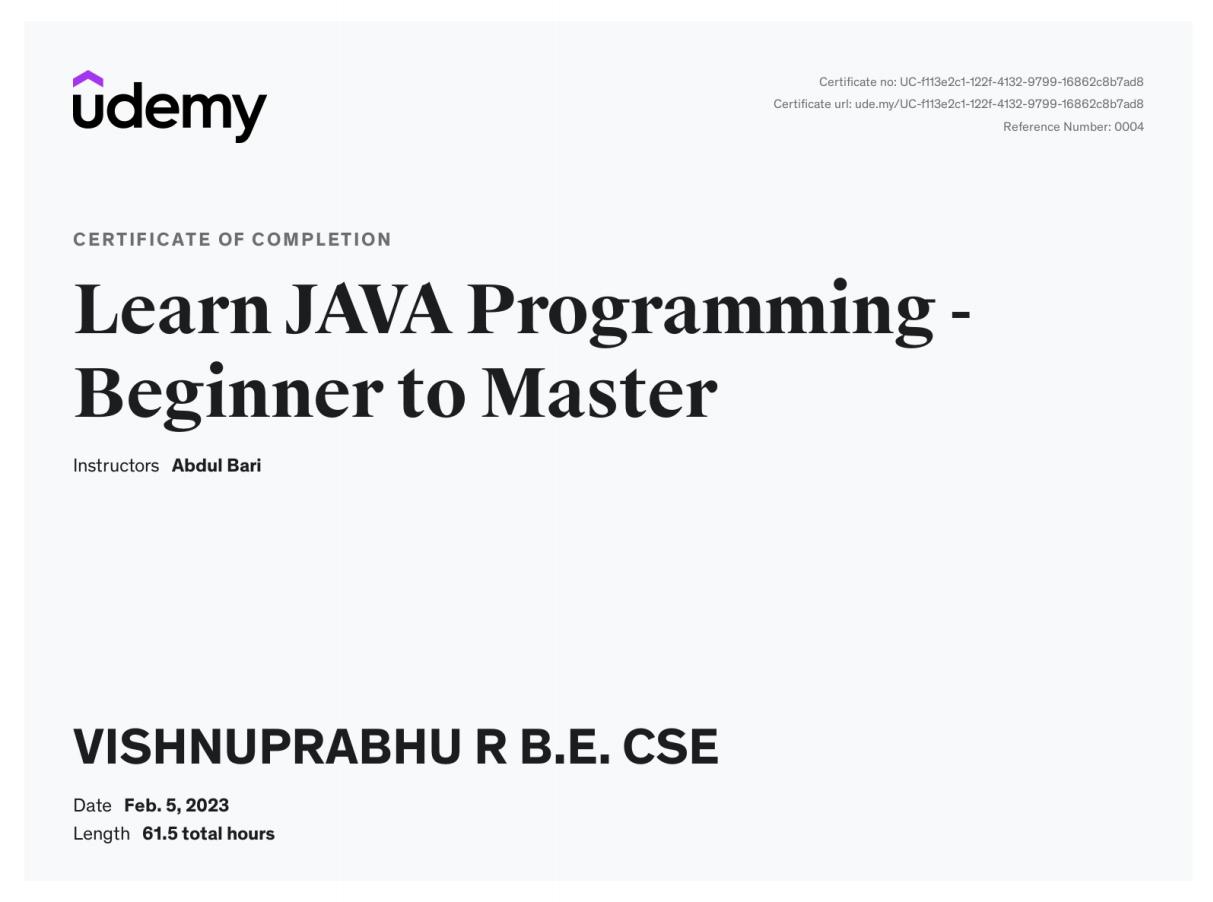 udemy
Certificate no: UC-f113e2c1-122f-4132-9799-16862c8b7ad8
Certificate url: ude.my/UC-f113e2c1-122f-4132-9799-16862c8b7ad8
Reference Number: 0004
CERTIFICATE OF COMPLETION
Learn JAVA Programming -
Beginner to Master
Instructors Abdul Bari
VISHNUPRABHU R B.E. CSE
Date Feb. 5, 2023
Length 61.5 total hours